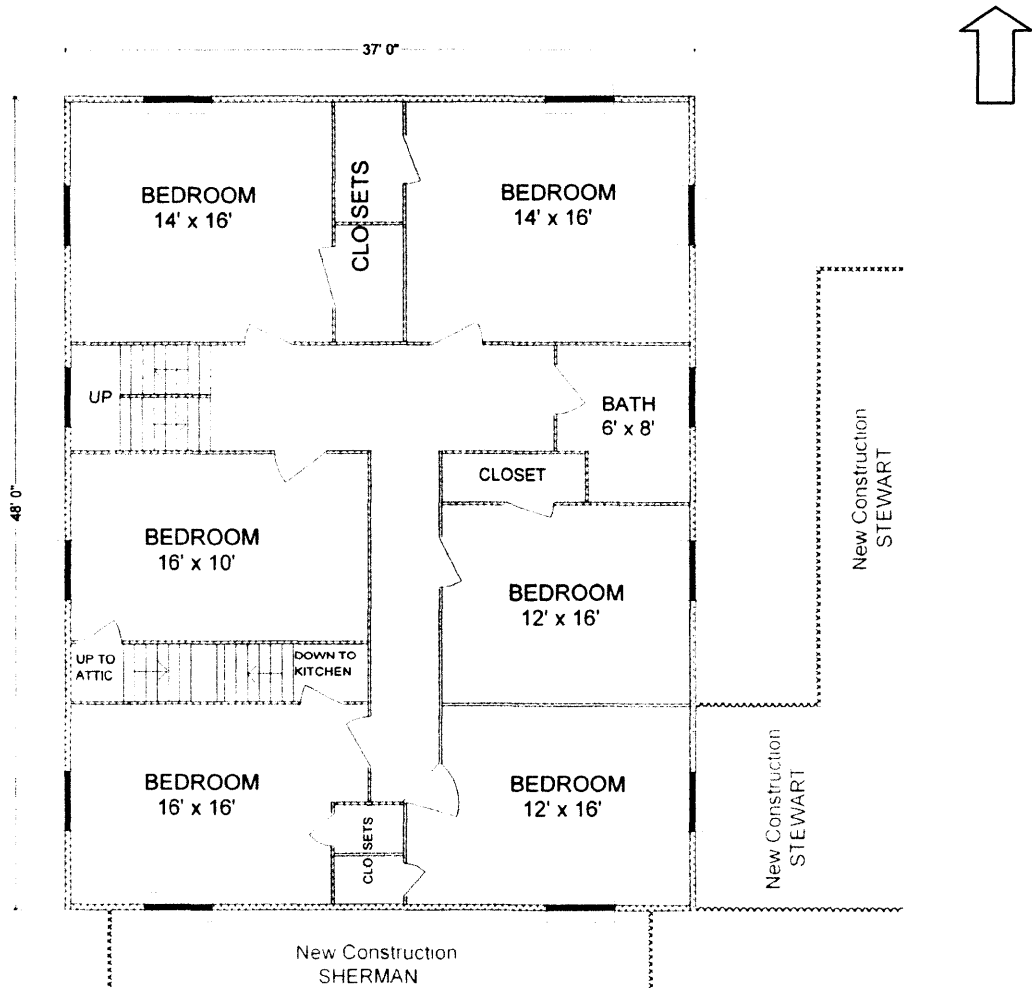 37' 0"
BEDROOM
14' x 16'
CLOSETS
BEDROOM
14' x 16'
UP
BATH
6' x 8'
CLOSET
48' 0"
BEDROOM
16' x 10'
BEDROOM
12' x 16'
New Construction
STEWART
UP TO
ATTIC
DOWN TO
KITCHEN
BEDROOM
16' x 16'
CLOSETS
BEDROOM
12' x 16'
New Construction
STEWART
New Construction
SHERMAN